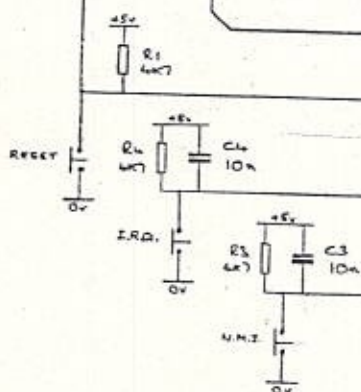 +5v
R1
4K7
RESET
0v
+5v
R4
4K7
C4
10n
I.R.Q.
0v
+5v
R3
4K7
C3
10n
N.M.I.
0v